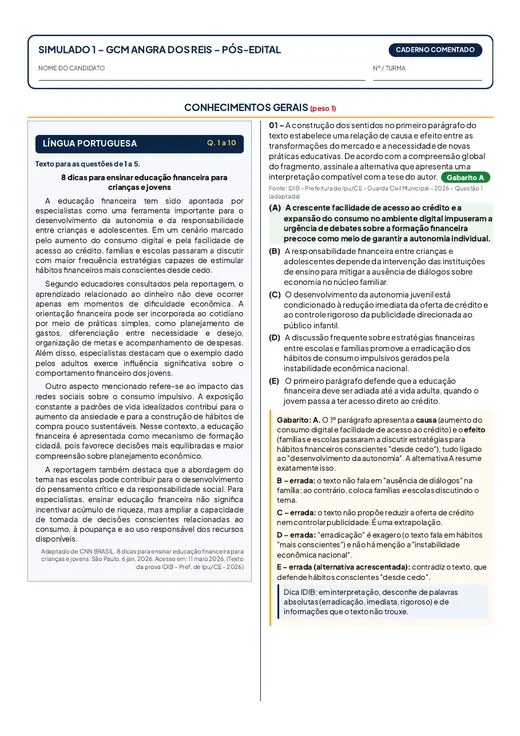 SIMULADO 1 – GCM ANGRA DOS REIS – PÓS-EDITAL
CADERNO COMENTADO
NOME DO CANDIDATO
Nº / TURMA
CONHECIMENTOS GERAIS (peso 1)
LÍNGUA PORTUGUESA
Q. 1 a 10
Texto para as questões de 1 a 5.
8 dicas para ensinar educação financeira para
crianças e jovens
A educação financeira tem sido apontada por
especialistas como uma ferramenta importante para o
desenvolvimento da autonomia e da responsabilidade
entre crianças e adolescentes. Em um cenário marcado
pelo aumento do consumo digital e pela facilidade de
acesso ao crédito, famílias e escolas passaram a discutir
com maior frequência estratégias capazes de estimular
hábitos financeiros mais conscientes desde cedo.
Segundo educadores consultados pela reportagem, o
aprendizado relacionado ao dinheiro não deve ocorrer
apenas em momentos de dificuldade econômica. A
orientação financeira pode ser incorporada ao cotidiano
por meio de práticas simples, como planejamento de
gastos, diferenciação entre necessidade e desejo,
organização de metas e acompanhamento de despesas.
Além disso, especialistas destacam que o exemplo dado
pelos adultos exerce influência significativa sobre o
comportamento financeiro dos jovens.
Outro aspecto mencionado refere-se ao impacto das
redes sociais sobre o consumo impulsivo. A exposição
constante a padrões de vida idealizados contribui para o
aumento da ansiedade e para a construção de hábitos de
compra pouco sustentáveis. Nesse contexto, a educação
financeira é apresentada como mecanismo de formação
cidadã, pois favorece decisões mais equilibradas e maior
compreensão sobre planejamento econômico.
A reportagem também destaca que a abordagem do
tema nas escolas pode contribuir para o desenvolvimento
do pensamento crítico e da responsabilidade social. Para
especialistas, ensinar educação financeira não significa
incentivar acúmulo de riqueza, mas ampliar a capacidade
de tomada de decisões conscientes relacionadas ao
consumo, à poupança e ao uso responsável dos recursos
disponíveis.
Adaptado de CNN BRASIL. 8 dicas para ensinar educação financeira para
crianças e jovens. São Paulo, 6 jan. 2026. Acesso em: 11 maio 2026. (Texto
da prova IDIB – Pref. de Ipu/CE – 2026)
01 – A construção dos sentidos no primeiro parágrafo do
texto estabelece uma relação de causa e efeito entre as
transformações do mercado e a necessidade de novas
práticas educativas. De acordo com a compreensão global
do fragmento, assinale a alternativa que apresenta uma
interpretação compatível com a tese do autor. Gabarito A
Fonte: IDIB – Prefeitura de Ipu/CE – Guarda Civil Municipal – 2026 – Questão 1
(adaptada)
(A) A crescente facilidade de acesso ao crédito e a
expansão do consumo no ambiente digital impuseram a
urgência de debates sobre a formação financeira
precoce como meio de garantir a autonomia individual.
(B) A responsabilidade financeira entre crianças e
adolescentes depende da intervenção das instituições
de ensino para mitigar a ausência de diálogos sobre
economia no núcleo familiar.
(C) O desenvolvimento da autonomia juvenil está
condicionado à redução imediata da oferta de crédito e
ao controle rigoroso da publicidade direcionada ao
público infantil.
(D) A discussão frequente sobre estratégias financeiras
entre escolas e famílias promove a erradicação dos
hábitos de consumo impulsivos gerados pela
instabilidade econômica nacional.
(E) O primeiro parágrafo defende que a educação
financeira deve ser adiada até a vida adulta, quando o
jovem passa a ter acesso direto ao crédito.
Gabarito: A. O 1º parágrafo apresenta a causa (aumento do
consumo digital e facilidade de acesso ao crédito) e o efeito
(famílias e escolas passaram a discutir estratégias para
hábitos financeiros conscientes "desde cedo"), tudo ligado
ao "desenvolvimento da autonomia". A alternativa A resume
exatamente isso.
B – errada: o texto não fala em "ausência de diálogos" na
família; ao contrário, coloca famílias e escolas discutindo o
tema.
C – errada: o texto não propõe reduzir a oferta de crédito
nem controlar publicidade. É uma extrapolação.
D – errada: "erradicação" é exagero (o texto fala em hábitos
"mais conscientes") e não há menção a "instabilidade
econômica nacional".
E – errada (alternativa acrescentada): contradiz o texto, que
defende hábitos conscientes "desde cedo".
Dica IDIB: em interpretação, desconfie de palavras
absolutas (erradicação, imediata, rigoroso) e de
informações que o texto não trouxe.